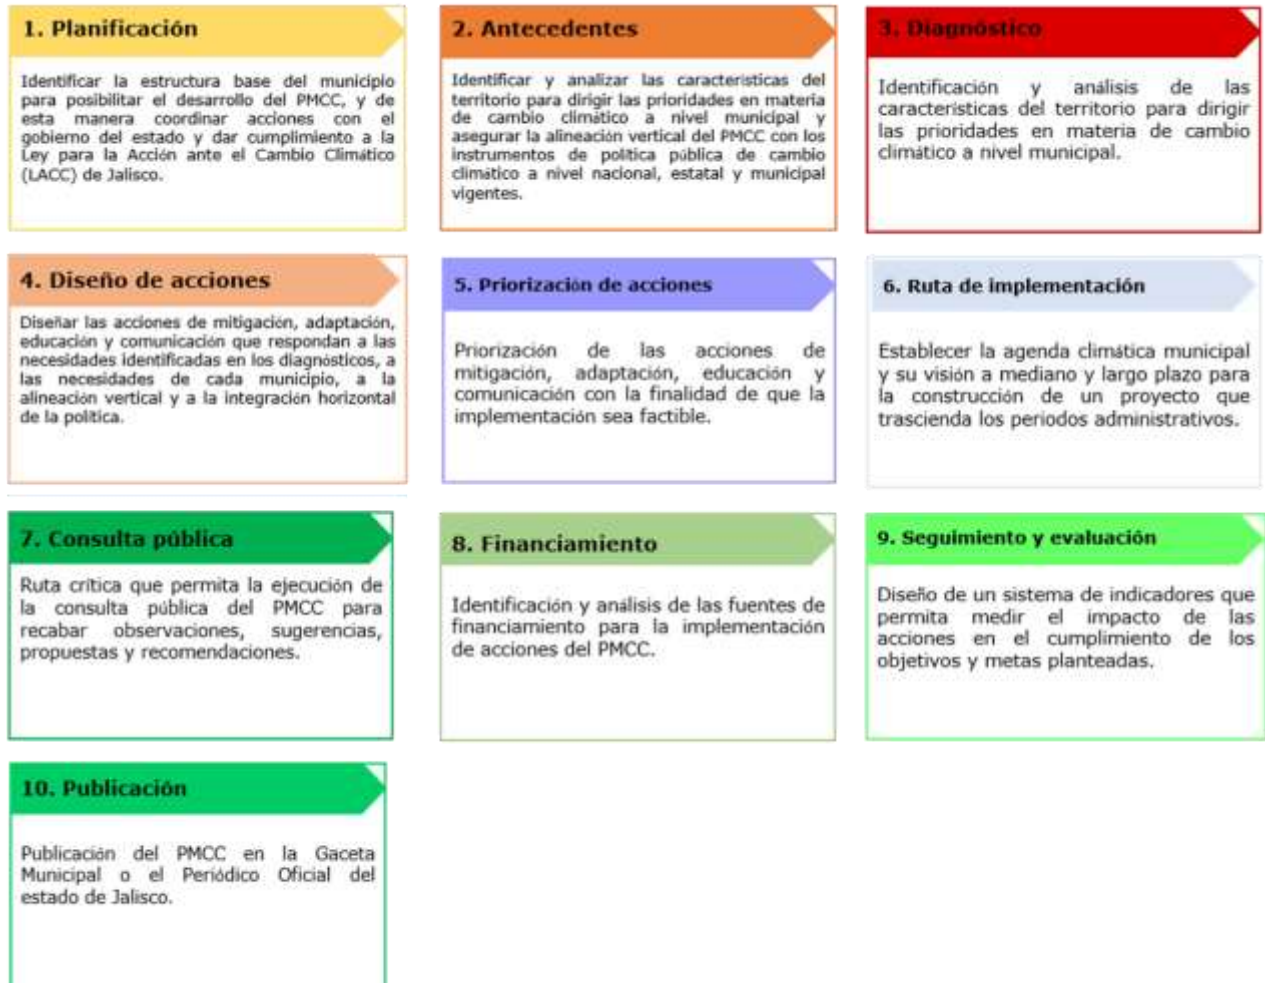 1. Planificación
Identificar la estructura base del municipio
para posibilitar el desarrollo del PMCC, y de
esta manera coordinar acciones con el
gobierno del estado y dar cumplimiento a la
Ley para la Acción ante el Cambio Climático
(LACC) de Jalisco.
2. Antecedentes
Identificar y analizar las características del
territorio para dirigir las prioridades en materia
de cambio climático a nivel municipal y
asegurar la alineación vertical del PMCC con los
instrumentos de política pública de cambio
climático a nivel nacional, estatal y municipal
vigentes.
3. Diagnóstico
Identificación y análisis de las
características del territorio para dirigir
las prioridades en materia de cambio
climático a nivel municipal.
4. Diseño de acciones
Diseñar las acciones de mitigación, adaptación,
educación y comunicación que respondan a las
necesidades identificadas en los diagnósticos, a
las necesidades de cada municipio, a la
alineación vertical y a la integración horizontal
de la política.
5. Priorización de acciones
Priorización de las acciones de
mitigación, adaptación, educación y
comunicación con la finalidad de que la
implementación sea factible.
6. Ruta de implementación
Establecer la agenda climática municipal
y su visión a mediano y largo plazo para
la construcción de un proyecto que
trascienda los periodos administrativos.
7. Consulta pública
Ruta crítica que permita la ejecución de
la consulta pública del PMCC para
recabar observaciones, sugerencias,
propuestas y recomendaciones.
8. Financiamiento
Identificación y análisis de las fuentes de
financiamiento para la implementación
de acciones del PMCC.
9. Seguimiento y evaluación
Diseño de un sistema de indicadores que
permita medir el impacto de las
acciones en el cumplimiento de los
objetivos y metas planteadas.
10. Publicación
Publicación del PMCC en la Gaceta
Municipal o el Periódico Oficial del
estado de Jalisco.